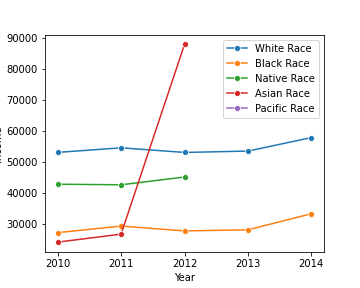 90000
80000
70000
60000
50000
40000
30000
2010
2011
2012
2013
2014
Year
White Race
Black Race
Native Race
Asian Race
Pacific Race